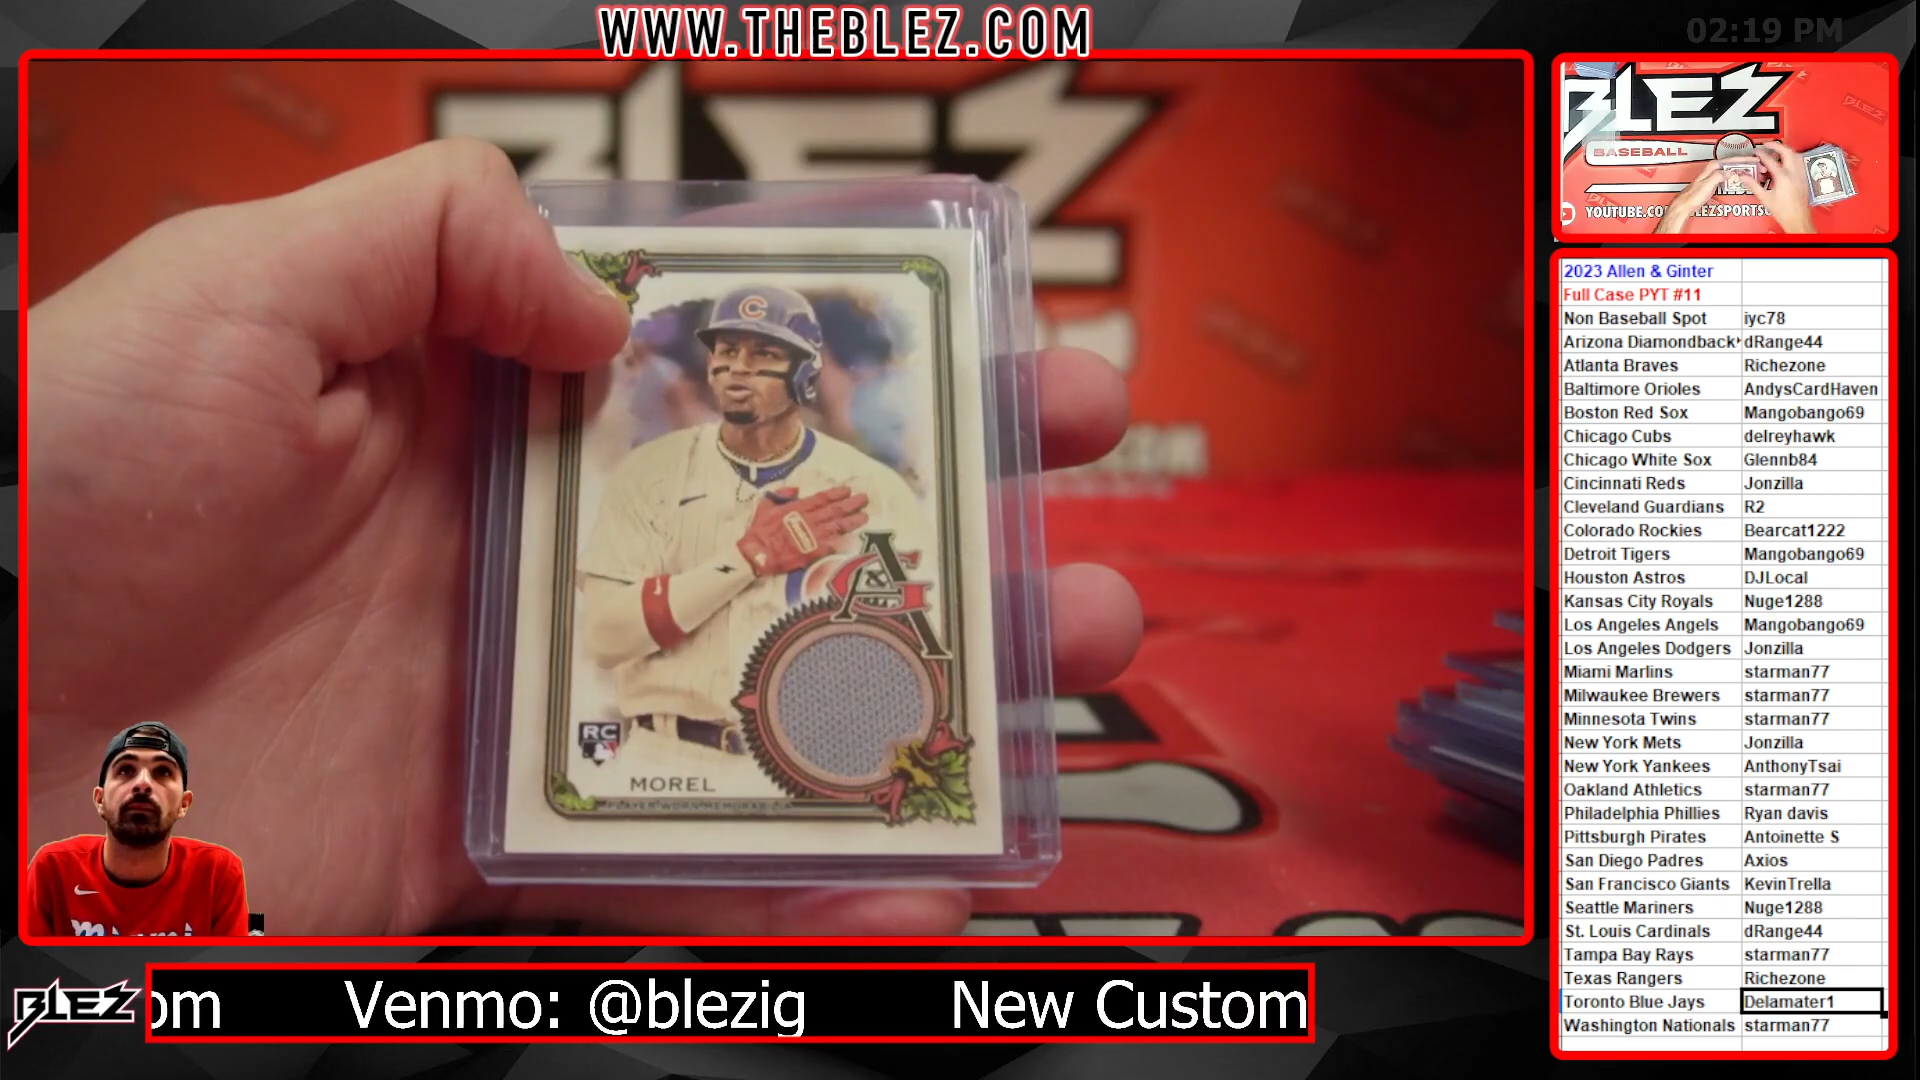 WWW.THEBLEZ.COM
02:19 PM
BLEZ
BLEZ
BASEBALL
YOUTUBE.CO
C
A&G
RC
MOREL
PLAYER-WORN MEMORABILIA
2023 Allen & Ginter
Full Case PYT #11
Non Baseball Spot iyc78
Arizona Diamondback dRange44
Atlanta Braves Richezone
Baltimore Orioles AndysCardHaven
Boston Red Sox Mangobango69
Chicago Cubs delreyhawk
Chicago White Sox Glennb84
Cincinnati Reds Jonzilla
Cleveland Guardians R2
Colorado Rockies Bearcat1222
Detroit Tigers Mangobango69
Houston Astros DJLocal
Kansas City Royals Nuge1288
Los Angeles Angels Mangobango69
Los Angeles Dodgers Jonzilla
Miami Marlins starman77
Milwaukee Brewers starman77
Minnesota Twins starman77
New York Mets Jonzilla
New York Yankees AnthonyTsai
Oakland Athletics starman77
Philadelphia Phillies Ryan davis
Pittsburgh Pirates Antoinette S
San Diego Padres Axios
San Francisco Giants KevinTrella
Seattle Mariners Nuge1288
St. Louis Cardinals dRange44
Tampa Bay Rays starman77
Texas Rangers Richezone
Toronto Blue Jays Delamater1
Washington Nationals starman77
BLEZ
om Venmo: @blezig New Custom